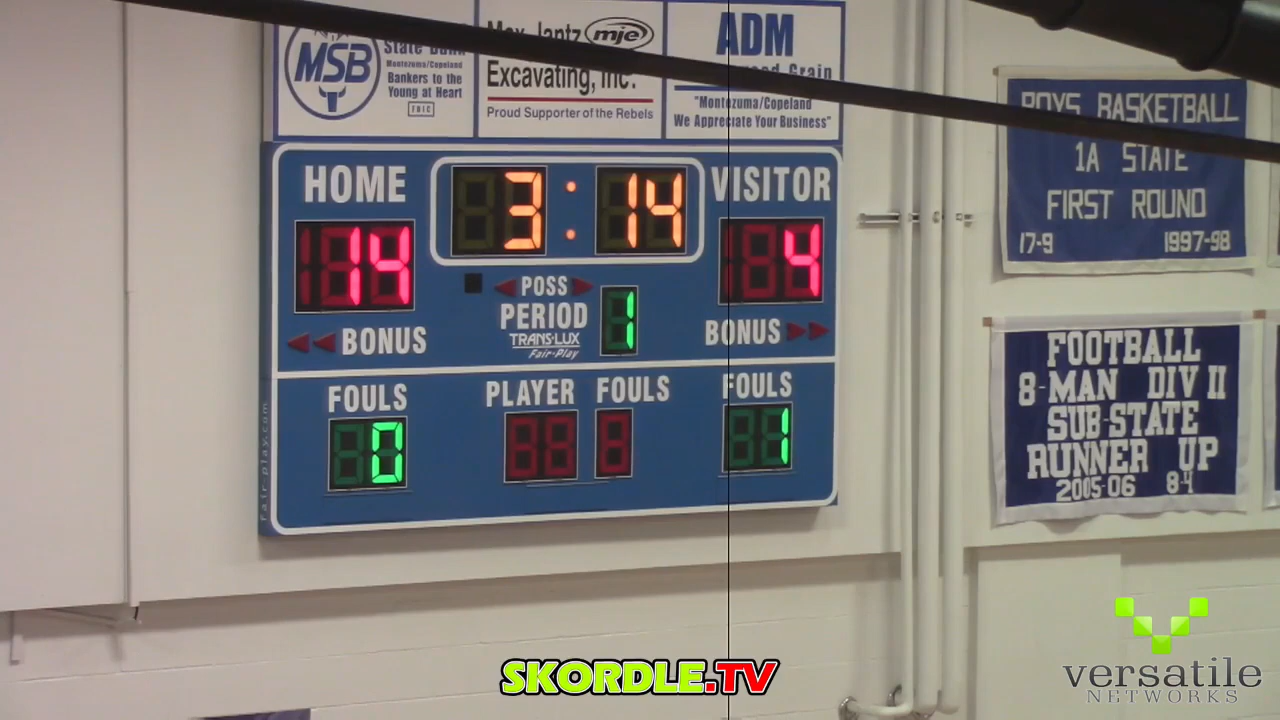 MSB
State Bank
Montezuma/Copeland
Bankers to the
Young at Heart
FDIC
Max Jantz
mje
Excavating, Inc.
Proud Supporter of the Rebels
ADM
Grain
"Montezuma/Copeland
We Appreciate Your Business"
HOME
3:14
VISITOR
14
4
POSS
PERIOD
1
TRANS-LUX
Fair-Play
BONUS
BONUS
FOULS
PLAYER FOULS
FOULS
0
1
Fair-play.com
BOYS BASKETBALL
1A STATE
FIRST ROUND
17-9 1997-98
FOOTBALL
8-MAN DIV II
SUB-STATE
RUNNER UP
2005-06 8-4
SKORDLE.TV
versatile
NETWORKS